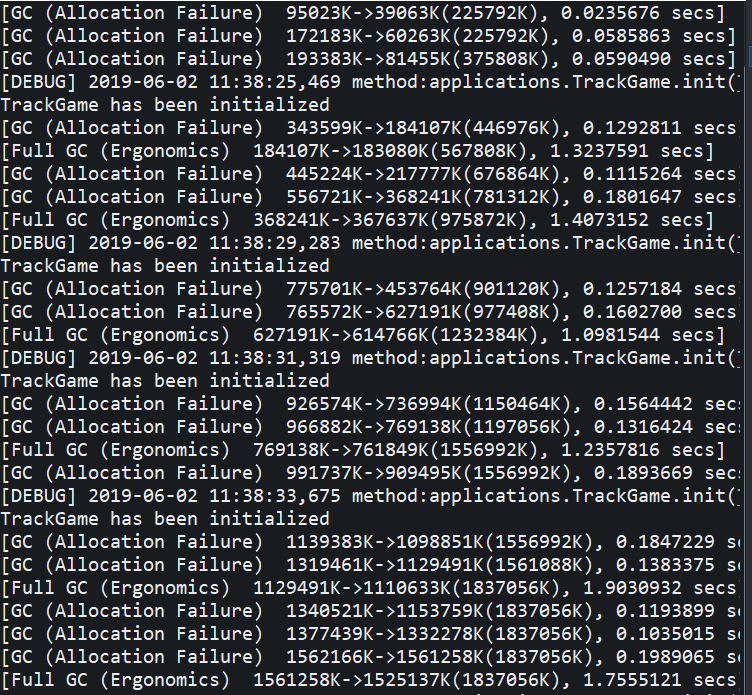 [GC (Allocation Failure)  95023K->39063K(225792K), 0.0235676 secs]
[GC (Allocation Failure)  172183K->60263K(225792K), 0.0585863 secs]
[GC (Allocation Failure)  193383K->81455K(375808K), 0.0590490 secs]
[DEBUG] 2019-06-02 11:38:25,469 method:applications.TrackGame.init(
TrackGame has been initialized
[GC (Allocation Failure)  343599K->184107K(446976K), 0.1292811 secs
[Full GC (Ergonomics)  184107K->183080K(567808K), 1.3237591 secs]
[GC (Allocation Failure)  445224K->217777K(676864K), 0.1115264 secs
[GC (Allocation Failure)  556721K->368241K(781312K), 0.1801647 secs
[Full GC (Ergonomics)  368241K->367637K(975872K), 1.4073152 secs]
[DEBUG] 2019-06-02 11:38:29,283 method:applications.TrackGame.init(
TrackGame has been initialized
[GC (Allocation Failure)  775701K->453764K(901120K), 0.1257184 secs
[GC (Allocation Failure)  765572K->627191K(977408K), 0.1602700 secs
[Full GC (Ergonomics)  627191K->614766K(1232384K), 1.0981544 secs]
[DEBUG] 2019-06-02 11:38:31,319 method:applications.TrackGame.init(
TrackGame has been initialized
[GC (Allocation Failure)  926574K->736994K(1150464K), 0.1564442 sec
[GC (Allocation Failure)  966882K->769138K(1197056K), 0.1316424 sec
[Full GC (Ergonomics)  769138K->761849K(1556992K), 1.2357816 secs]
[GC (Allocation Failure)  991737K->909495K(1556992K), 0.1893669 sec
[DEBUG] 2019-06-02 11:38:33,675 method:applications.TrackGame.init(
TrackGame has been initialized
[GC (Allocation Failure)  1139383K->1098851K(1556992K), 0.1847229 s
[GC (Allocation Failure)  1319461K->1129491K(1561088K), 0.1383375 s
[Full GC (Ergonomics)  1129491K->1110633K(1837056K), 1.9030932 secs
[GC (Allocation Failure)  1340521K->1153759K(1837056K), 0.1193899 s
[GC (Allocation Failure)  1377439K->1332278K(1837056K), 0.1035015 s
[GC (Allocation Failure)  1562166K->1561258K(1837056K), 0.1989065 s
[Full GC (Ergonomics)  1561258K->1525137K(1837056K), 1.7555121 secs